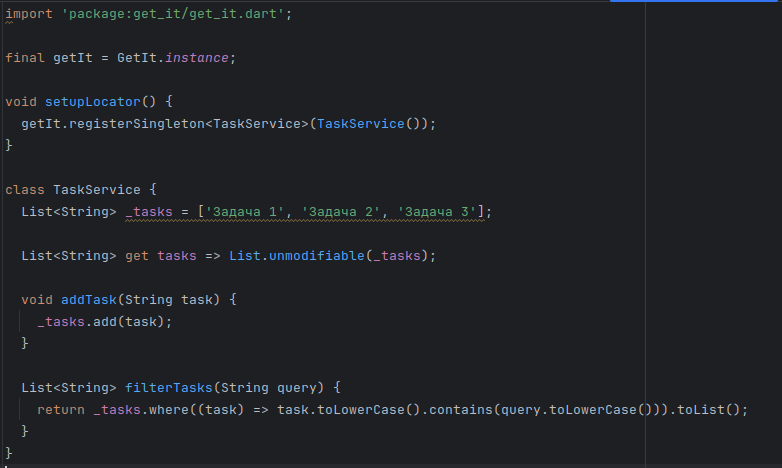 import 'package:get_it/get_it.dart';
final getIt = GetIt.instance;
void setupLocator() {
getIt.registerSingleton<TaskService>(TaskService());
}
class TaskService {
List<String> _tasks = ['Задача 1', 'Задача 2', 'Задача 3'];
List<String> get tasks => List.unmodifiable(_tasks);
void addTask(String task) {
_tasks.add(task);
}
List<String> filterTasks(String query) {
return _tasks.where((task) => task.toLowerCase().contains(query.toLowerCase())).toList();
}
}